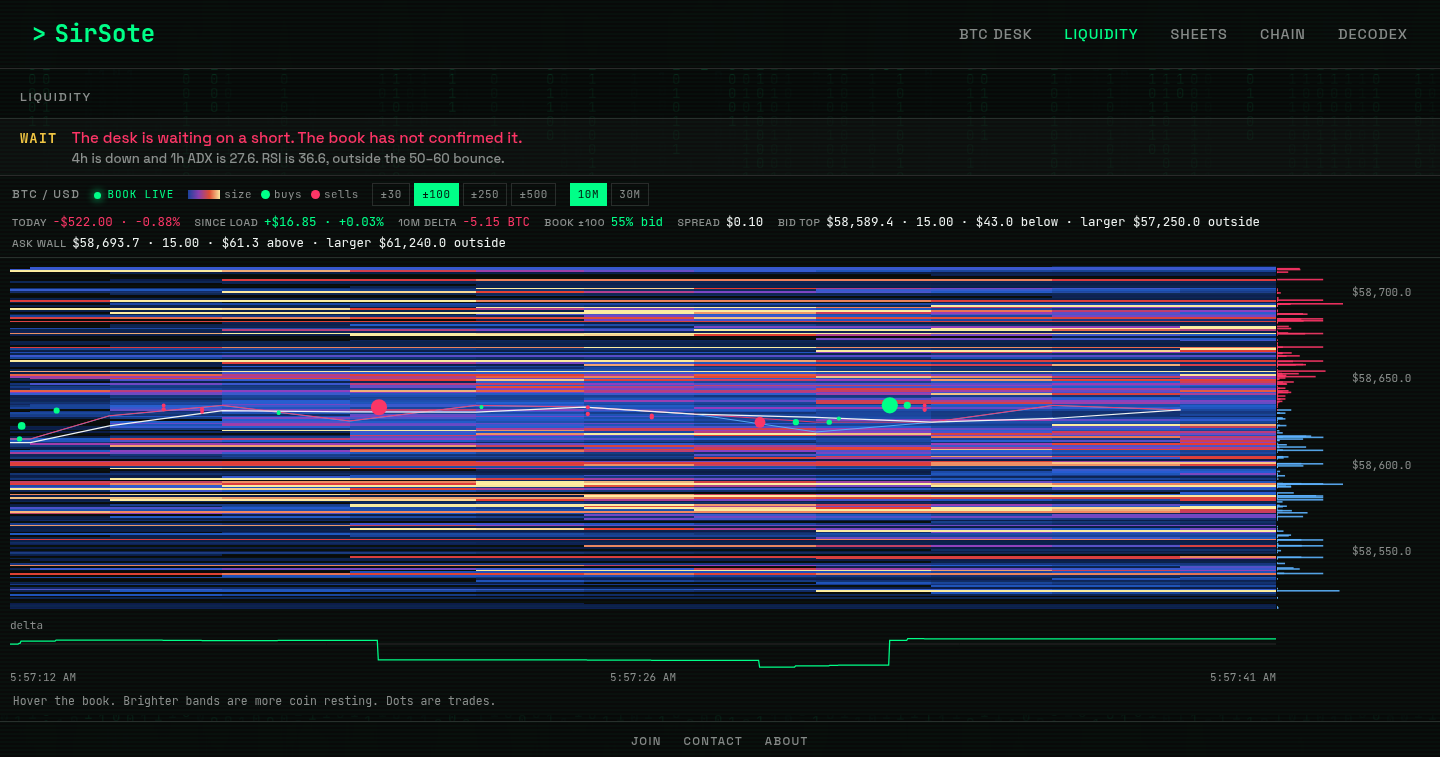 > SirSote
BTC DESK LIQUIDITY SHEETS CHAIN DECODEX
LIQUIDITY
WAIT The desk is waiting on a short. The book has not confirmed it.
4h is down and 1h ADX is 27.6. RSI is 36.6, outside the 50–60 bounce.
BTC / USD BOOK LIVE size buys sells ±30 ±100 ±250 ±500 10M 30M
TODAY -$522.00 · -0.88% SINCE LOAD +$16.85 · +0.03% 10M DELTA -5.15 BTC BOOK ±100 55% bid SPREAD $0.10 BID TOP $58,589.4 · 15.00 · $43.0 below · larger $57,250.0 outside
ASK WALL $58,693.7 · 15.00 · $61.3 above · larger $61,240.0 outside
$58,700.0
$58,650.0
$58,600.0
$58,550.0
delta
5:57:12 AM 5:57:26 AM 5:57:41 AM
Hover the book. Brighter bands are more coin resting. Dots are trades.
JOIN CONTACT ABOUT